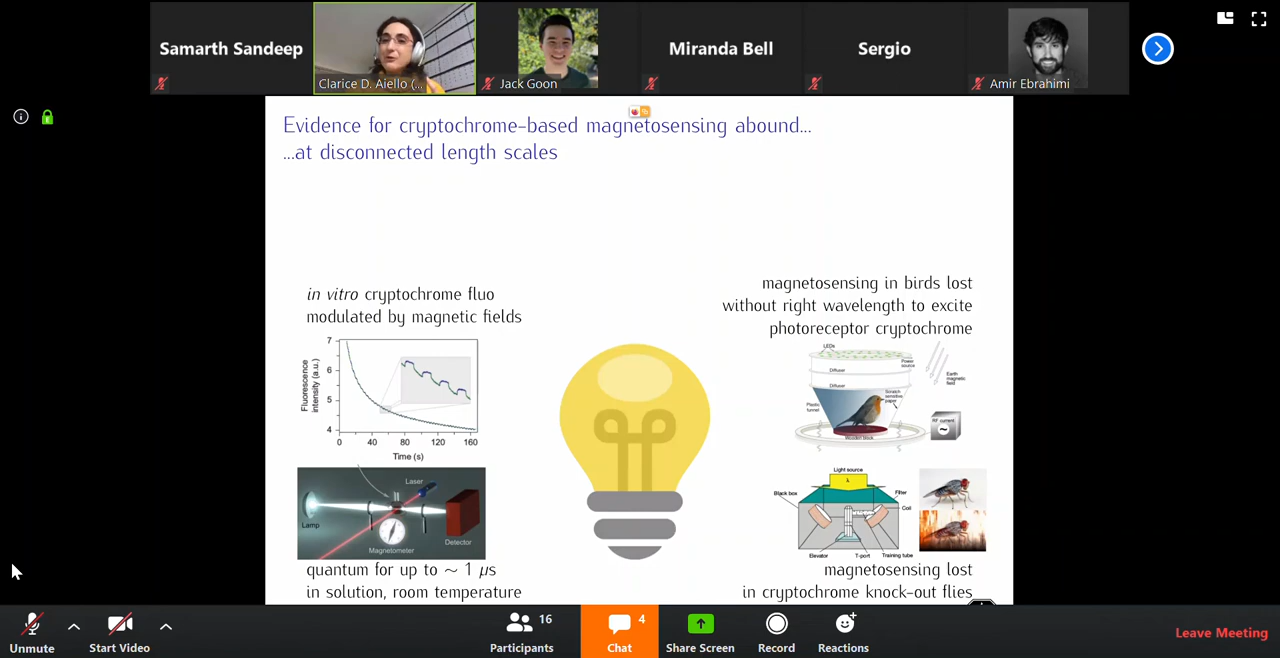 Samarth Sandeep
Clarice D. Aiello (...
Jack Goon
Miranda Bell
Sergio
Amir Ebrahimi
Evidence for cryptochrome-based magnetosensing abound...
...at disconnected length scales
in vitro cryptochrome fluo
modulated by magnetic fields
Fluorescence
intensity (a.u.)
7
6
5
4
0
40
80
120
160
Time (s)
Laser
Lamp
Magnetometer
Detector
quantum for up to ~ 1 μs
in solution, room temperature
magnetosensing in birds lost
without right wavelength to excite
photoreceptor cryptochrome
LEDs
Power
source
Diffuser
Diffuser
Earth
magnetic
field
Scratch
sensitive
paper
Plastic
funnel
RF current
Wooden block
Light source
λ
Black box
Filter
Coil
Elevator
T-port
Training tube
magnetosensing lost
in cryptochrome knock-out flies
Unmute
Start Video
Participants
16
Chat
4
Share Screen
Record
Reactions
Leave Meeting